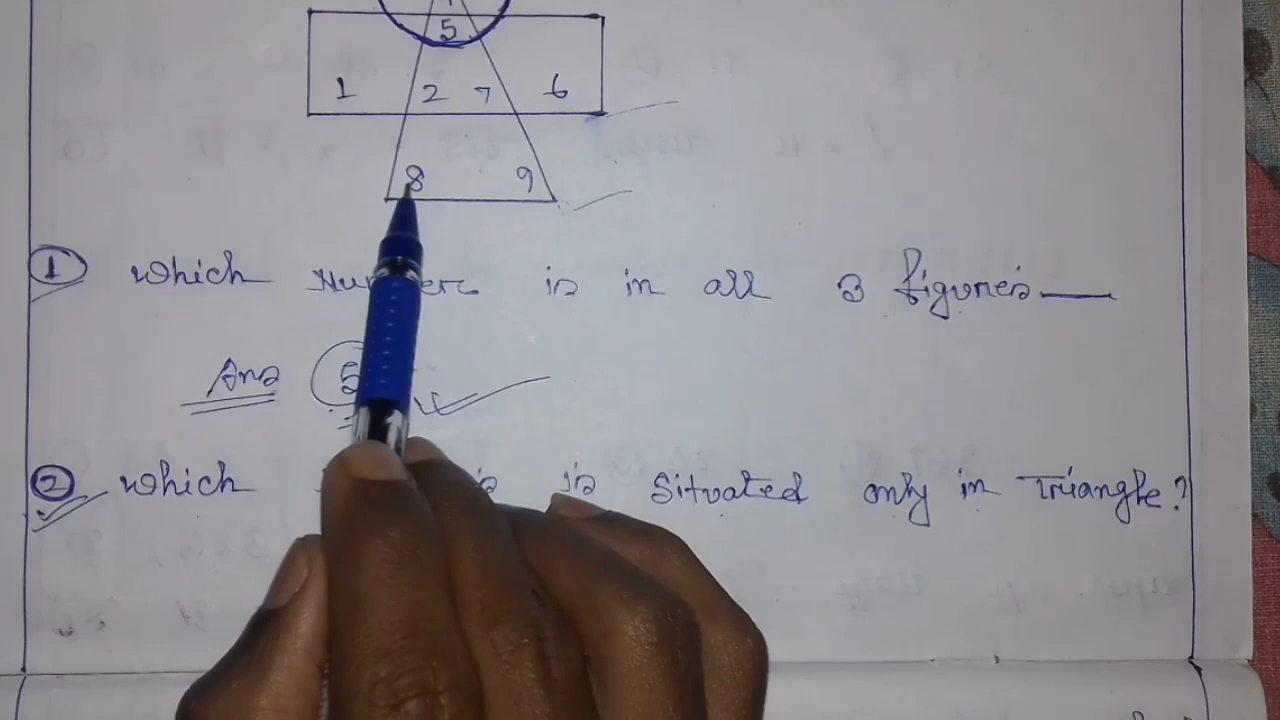 5
1 2 7 6
8 9
1 which is in all 3 figures
Ans 5
2 which is situated only in Triangle?